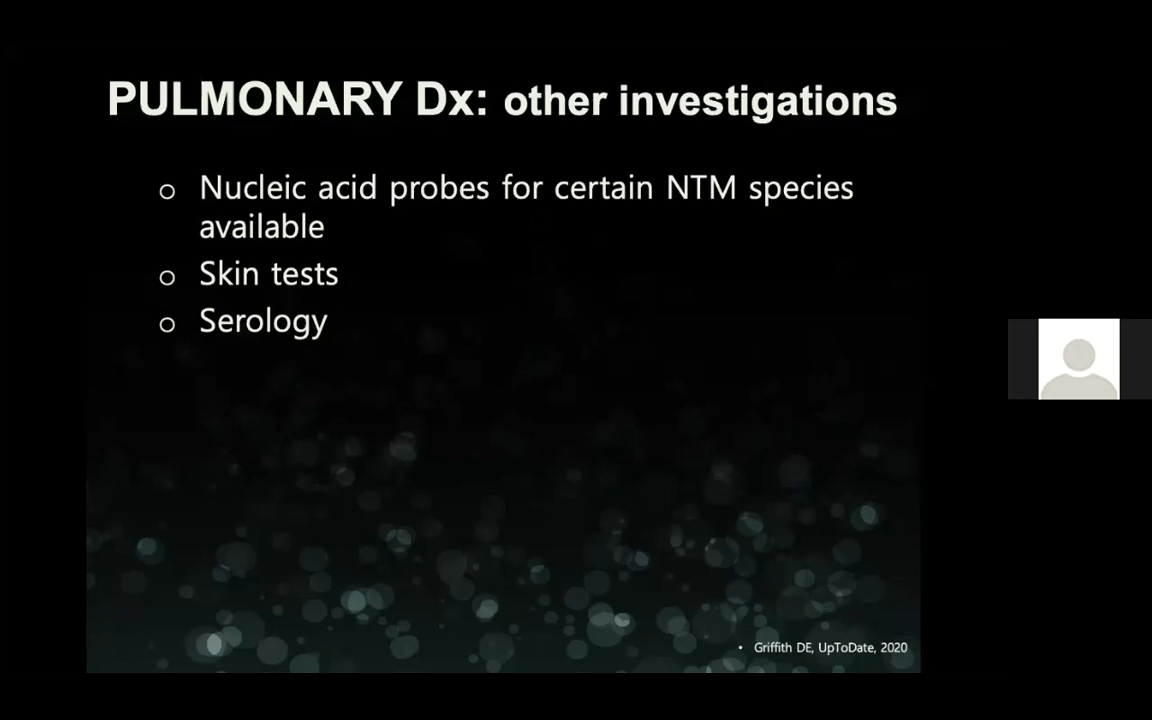 PULMONARY Dx: other investigations
o Nucleic acid probes for certain NTM species
available
o Skin tests
o Serology
• Griffith DE, UpToDate, 2020